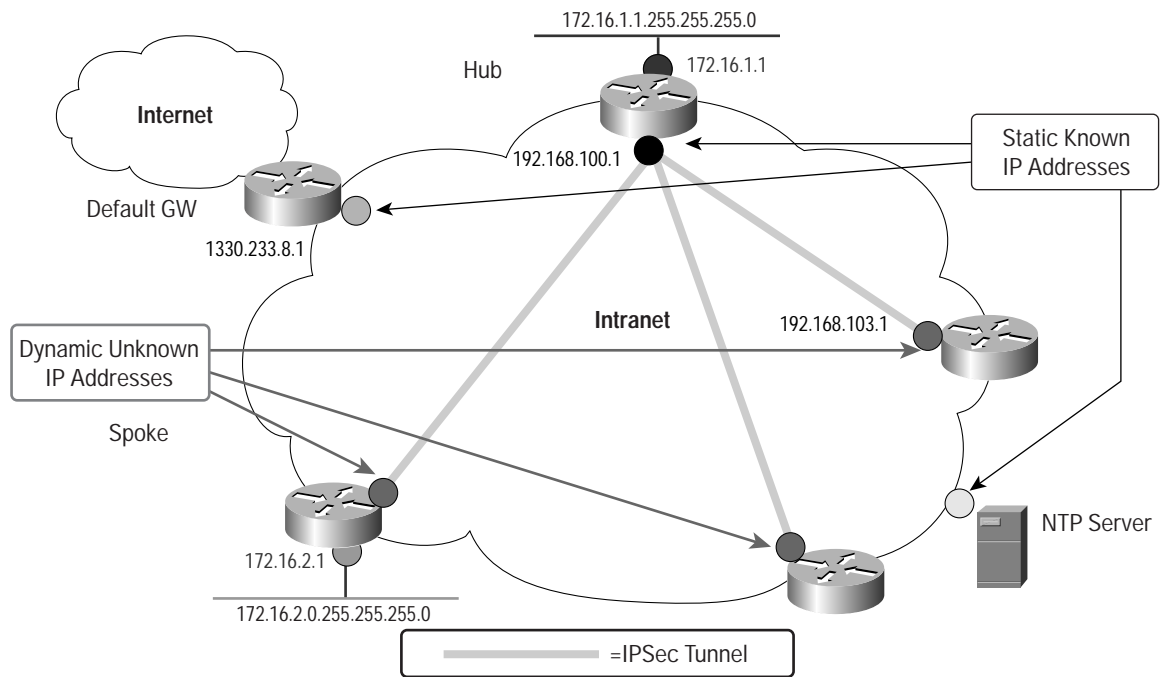 172.16.1.1.255.255.255.0
Hub
172.16.1.1
Internet
Static Known
IP Addresses
192.168.100.1
Default GW
1330.233.8.1
Intranet
192.168.103.1
Dynamic Unknown
IP Addresses
Spoke
NTP Server
172.16.2.1
172.16.2.0.255.255.255.0
=IPSec Tunnel